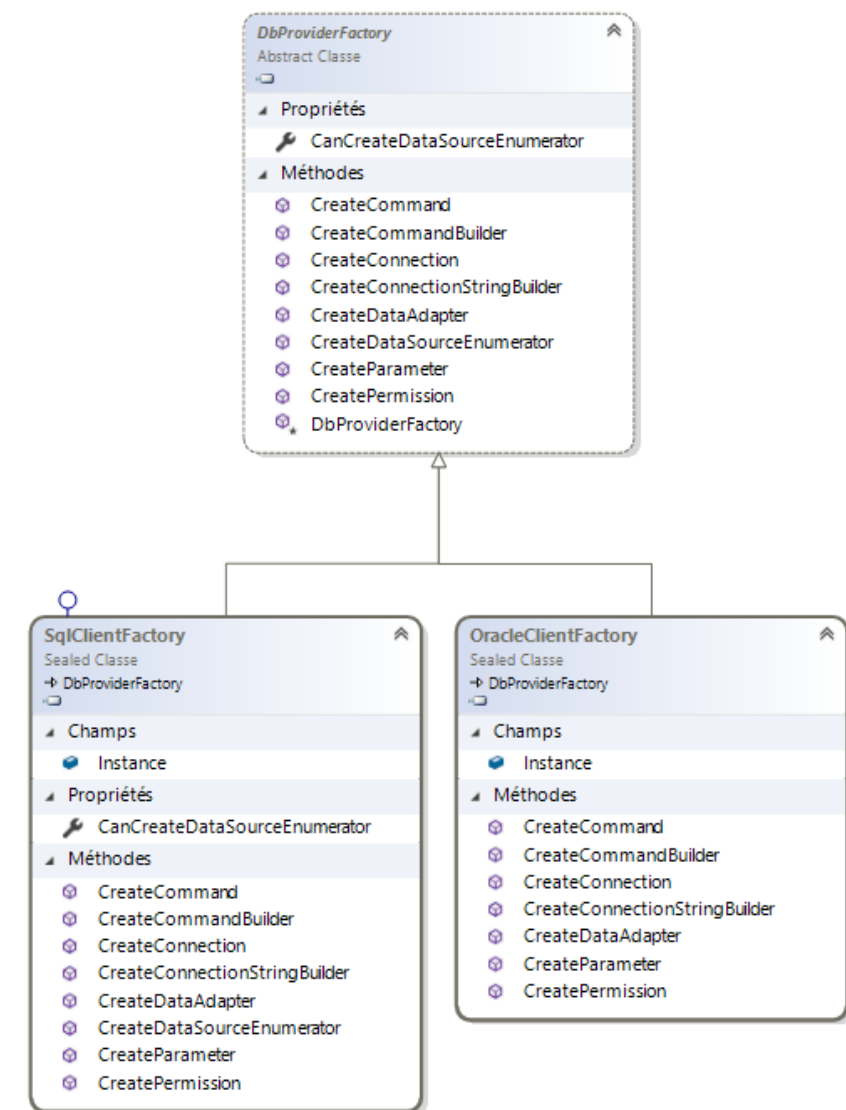 DbProviderFactory
Abstract Classe
Propriétés
CanCreateDataSourceEnumerator
Méthodes
CreateCommand
CreateCommandBuilder
CreateConnection
CreateConnectionStringBuilder
CreateDataAdapter
CreateDataSourceEnumerator
CreateParameter
CreatePermission
DbProviderFactory
SqlClientFactory
Sealed Classe
DbProviderFactory
Champs
Instance
Propriétés
CanCreateDataSourceEnumerator
Méthodes
CreateCommand
CreateCommandBuilder
CreateConnection
CreateConnectionStringBuilder
CreateDataAdapter
CreateDataSourceEnumerator
CreateParameter
CreatePermission
OracleClientFactory
Sealed Classe
DbProviderFactory
Champs
Instance
Méthodes
CreateCommand
CreateCommandBuilder
CreateConnection
CreateConnectionStringBuilder
CreateDataAdapter
CreateParameter
CreatePermission